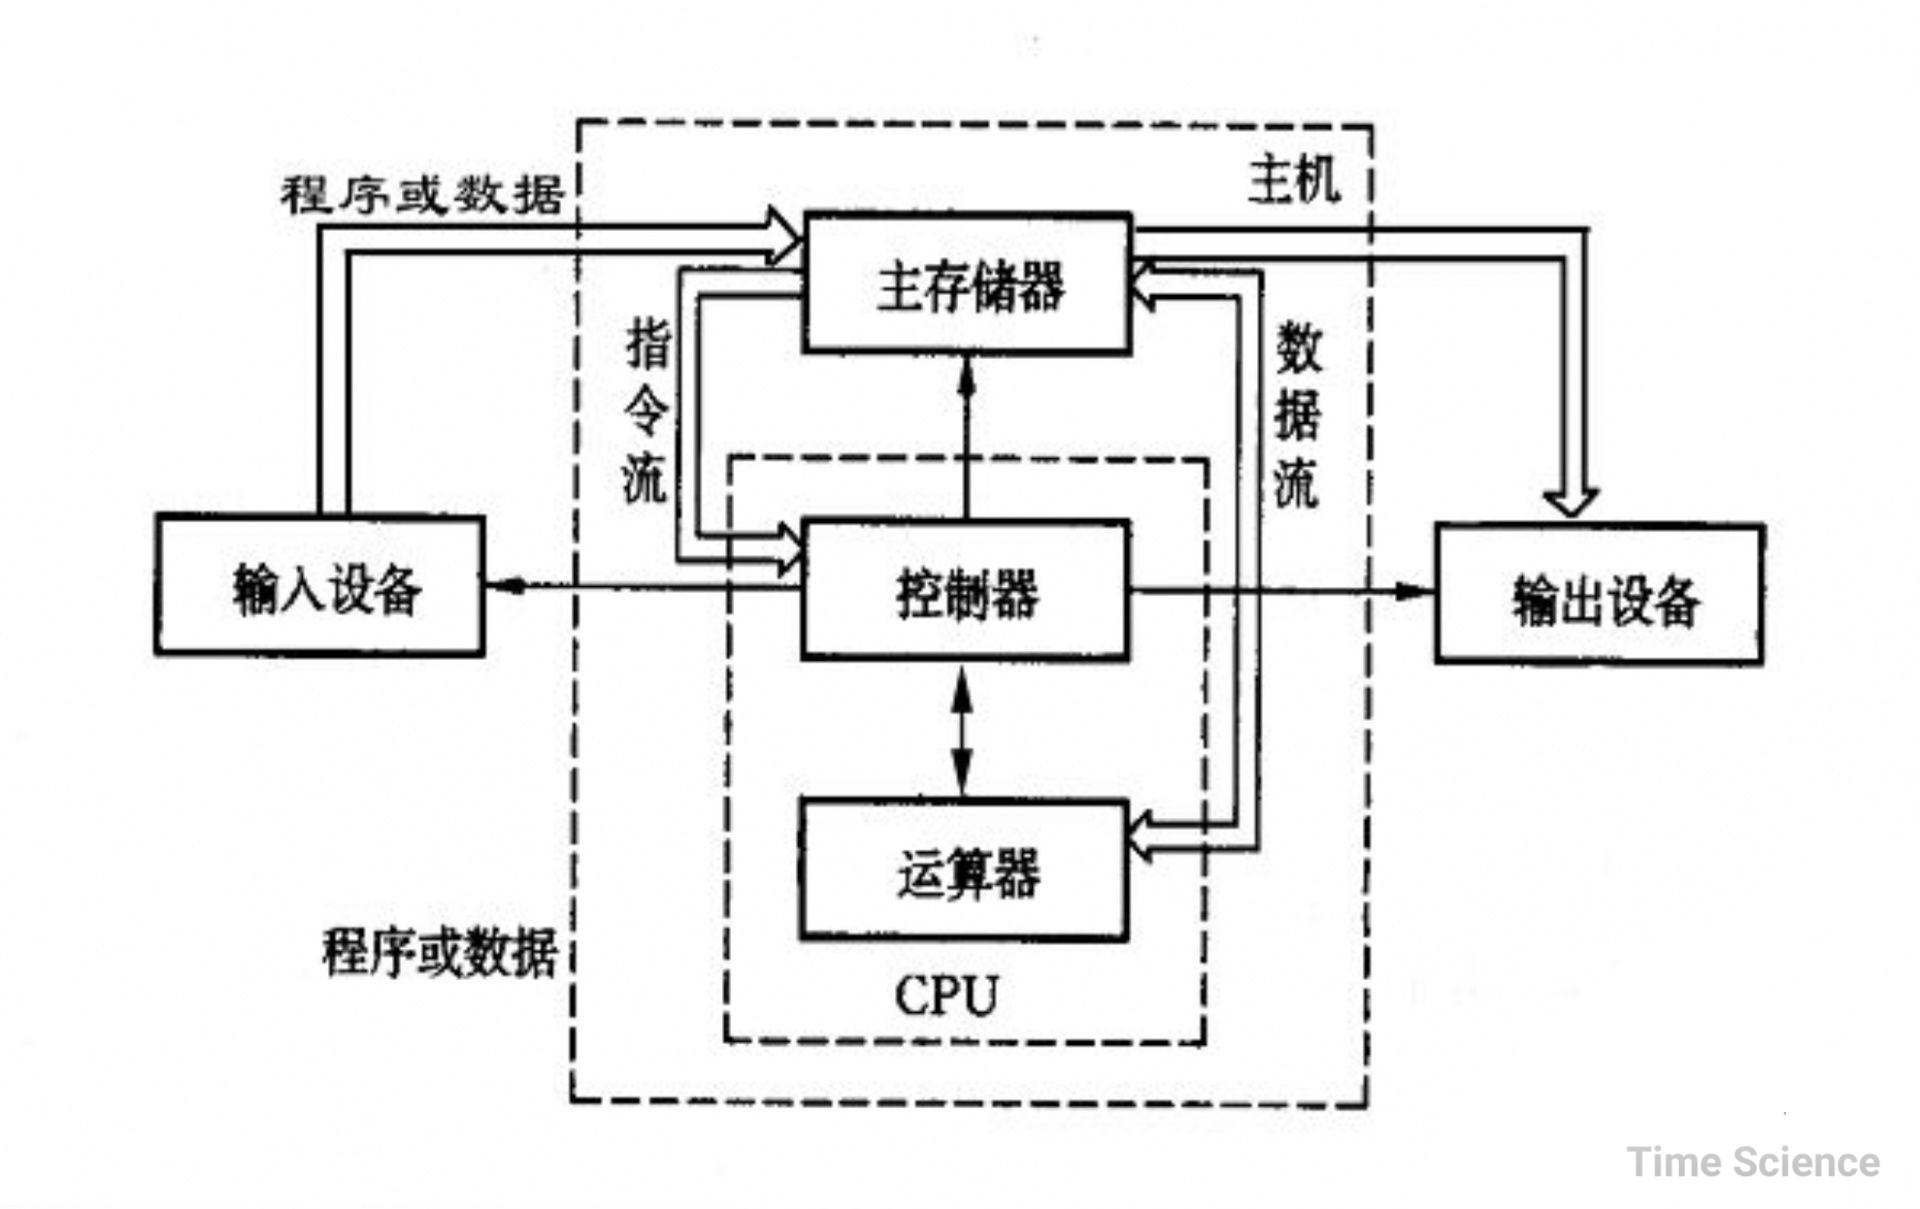 主机
程序或数据
主存储器
指令流
数据流
输入设备
控制器
输出设备
运算器
程序或数据
CPU
Time Science